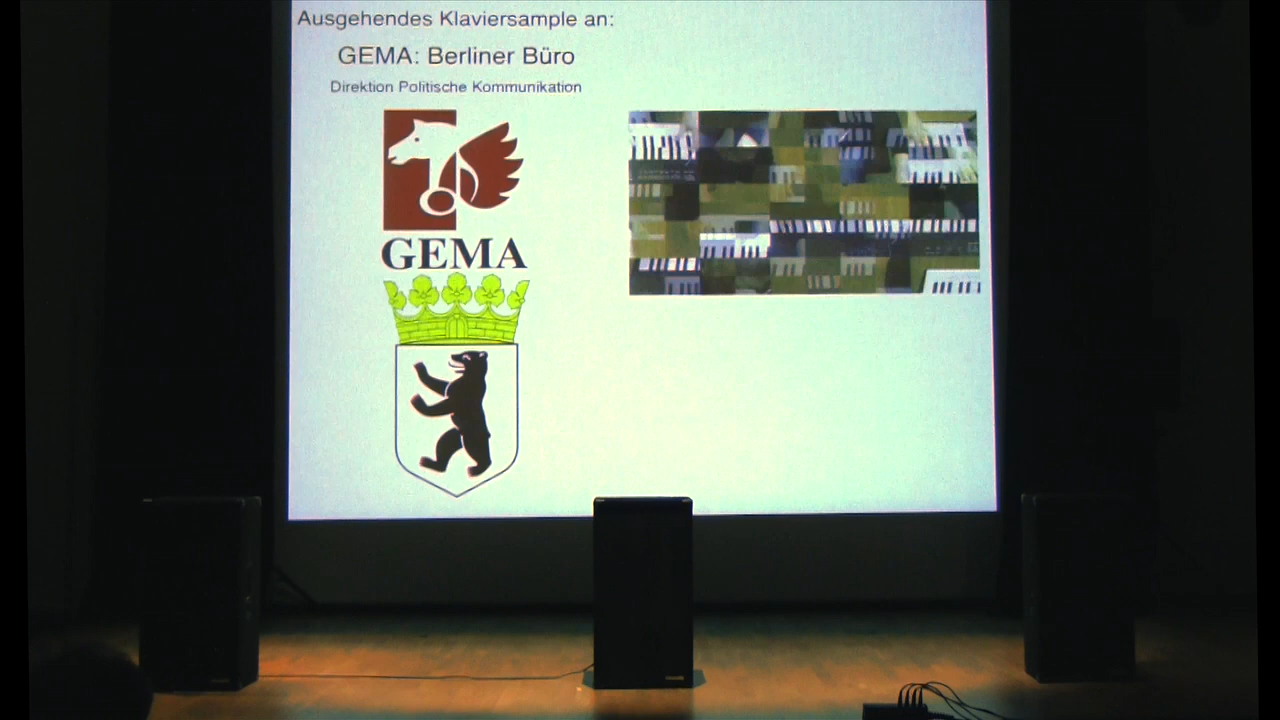 Ausgehendes Klaviersample an:
GEMA: Berliner Büro
Direktion Politische Kommunikation
GEMA